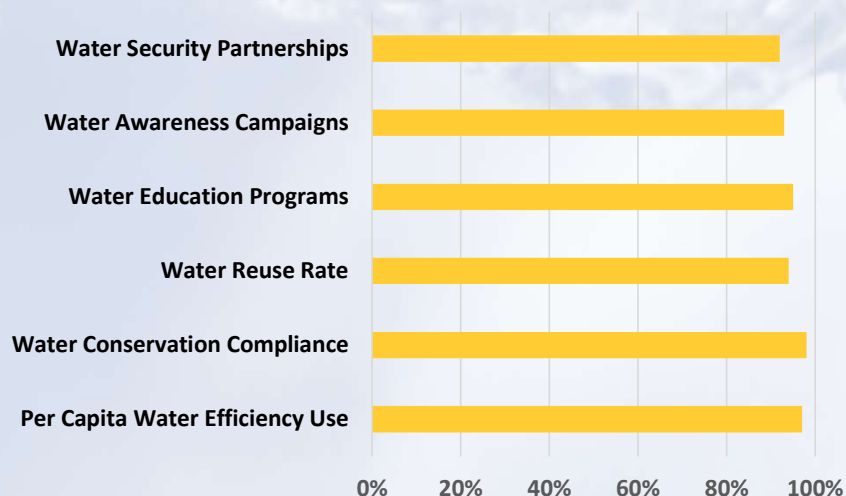 Water Security Partnerships
Water Awareness Campaigns
Water Education Programs
Water Reuse Rate
Water Conservation Compliance
Per Capita Water Efficiency Use
0% 20% 40% 60% 80% 100%